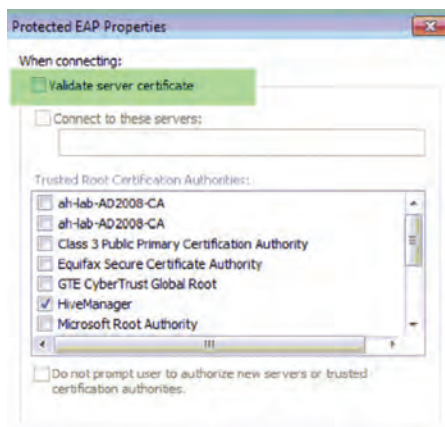 Protected EAP Properties
When connecting:
Validate server certificate
Connect to these servers:
Trusted Root Certification Authorities:
ah-lab-AD2008-CA
ah-lab-AD2008-CA
Class 3 Public Primary Certification Authority
Equifax Secure Certificate Authority
GTE CyberTrust Global Root
HiveManager
Microsoft Root Authority
Do not prompt user to authorize new servers or trusted
certification authorities.